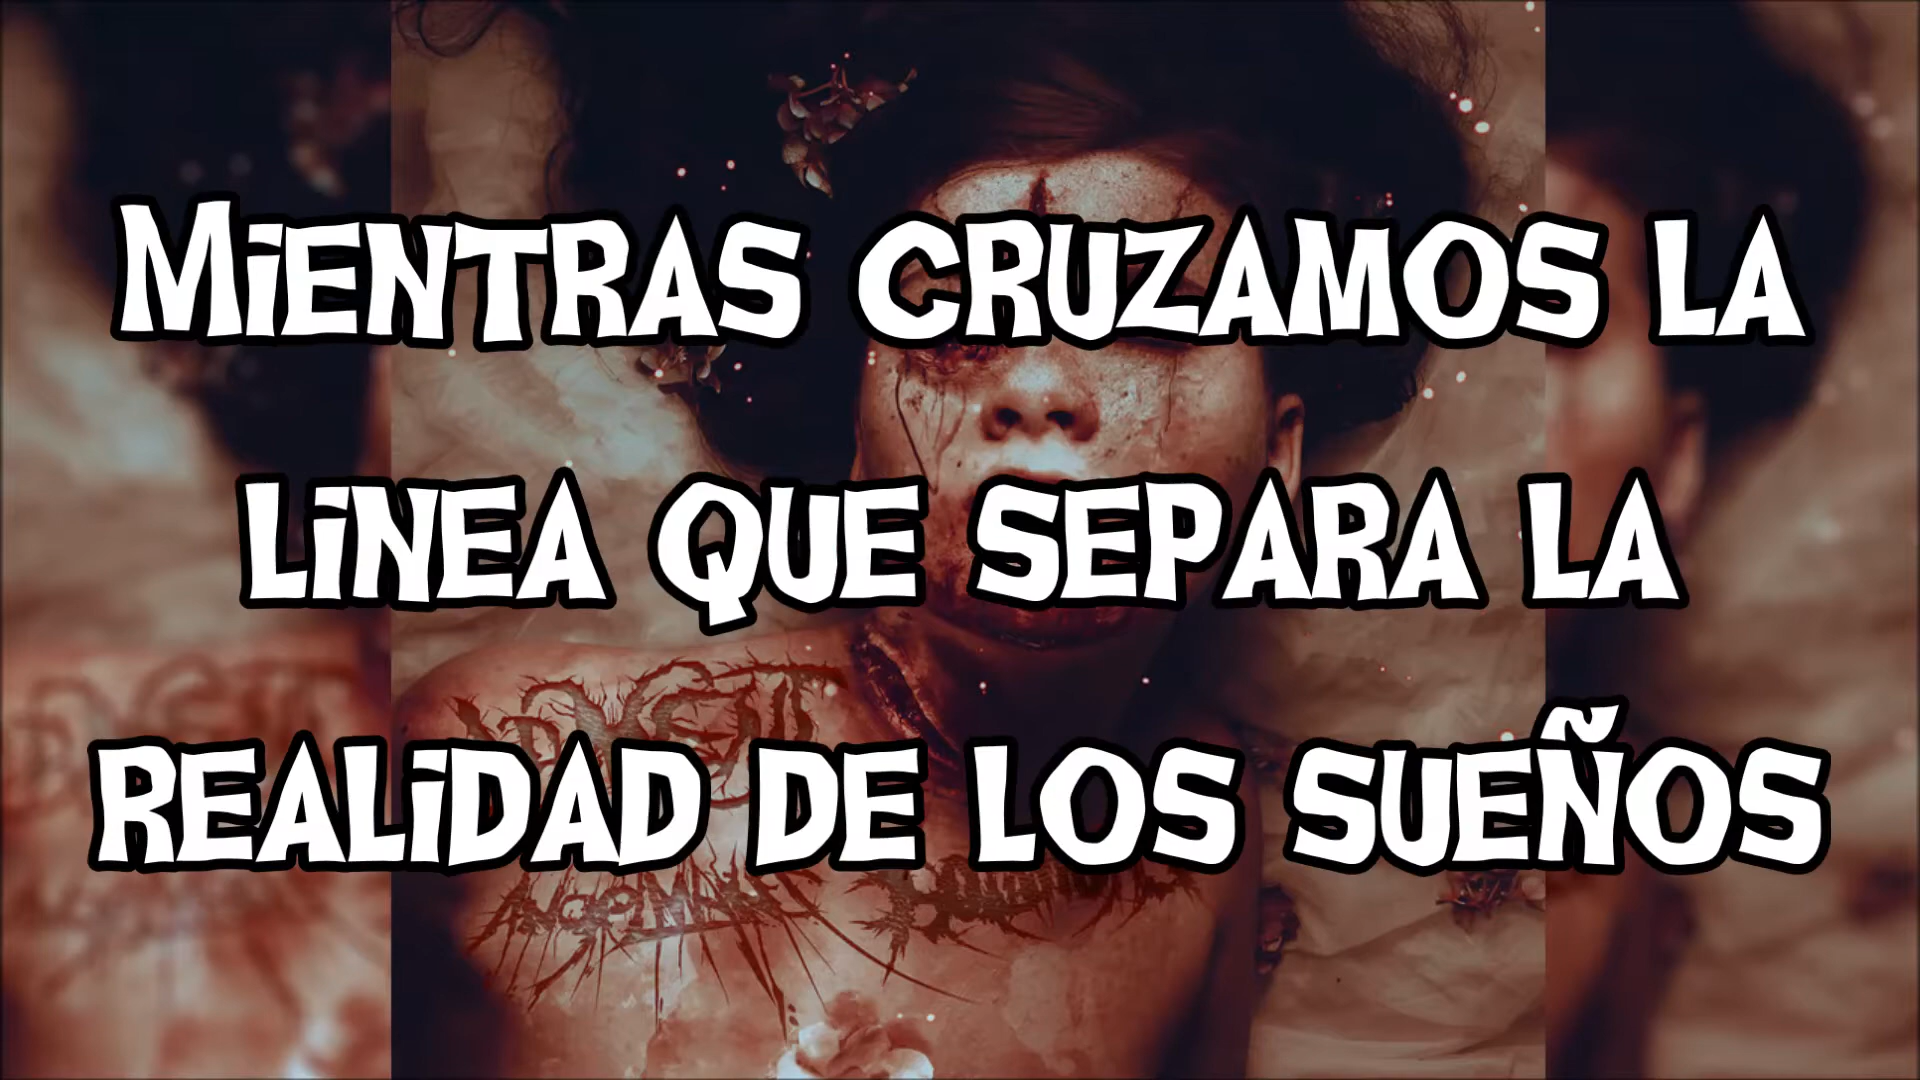 Mientras cruzamos la
linea que separa la
realidad de los sueños